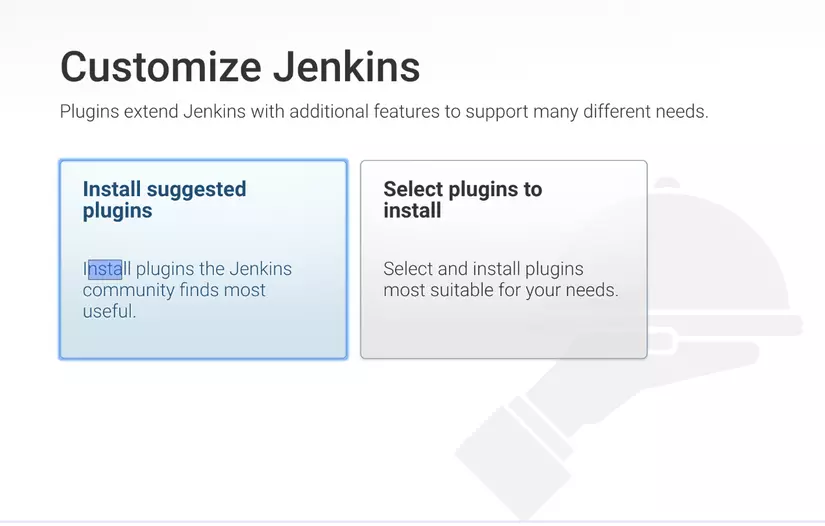 Customize Jenkins
Plugins extend Jenkins with additional features to support many different needs.
Install suggested
plugins
Install plugins the Jenkins
community finds most
useful.
Select plugins to
install
Select and install plugins
most suitable for your needs.